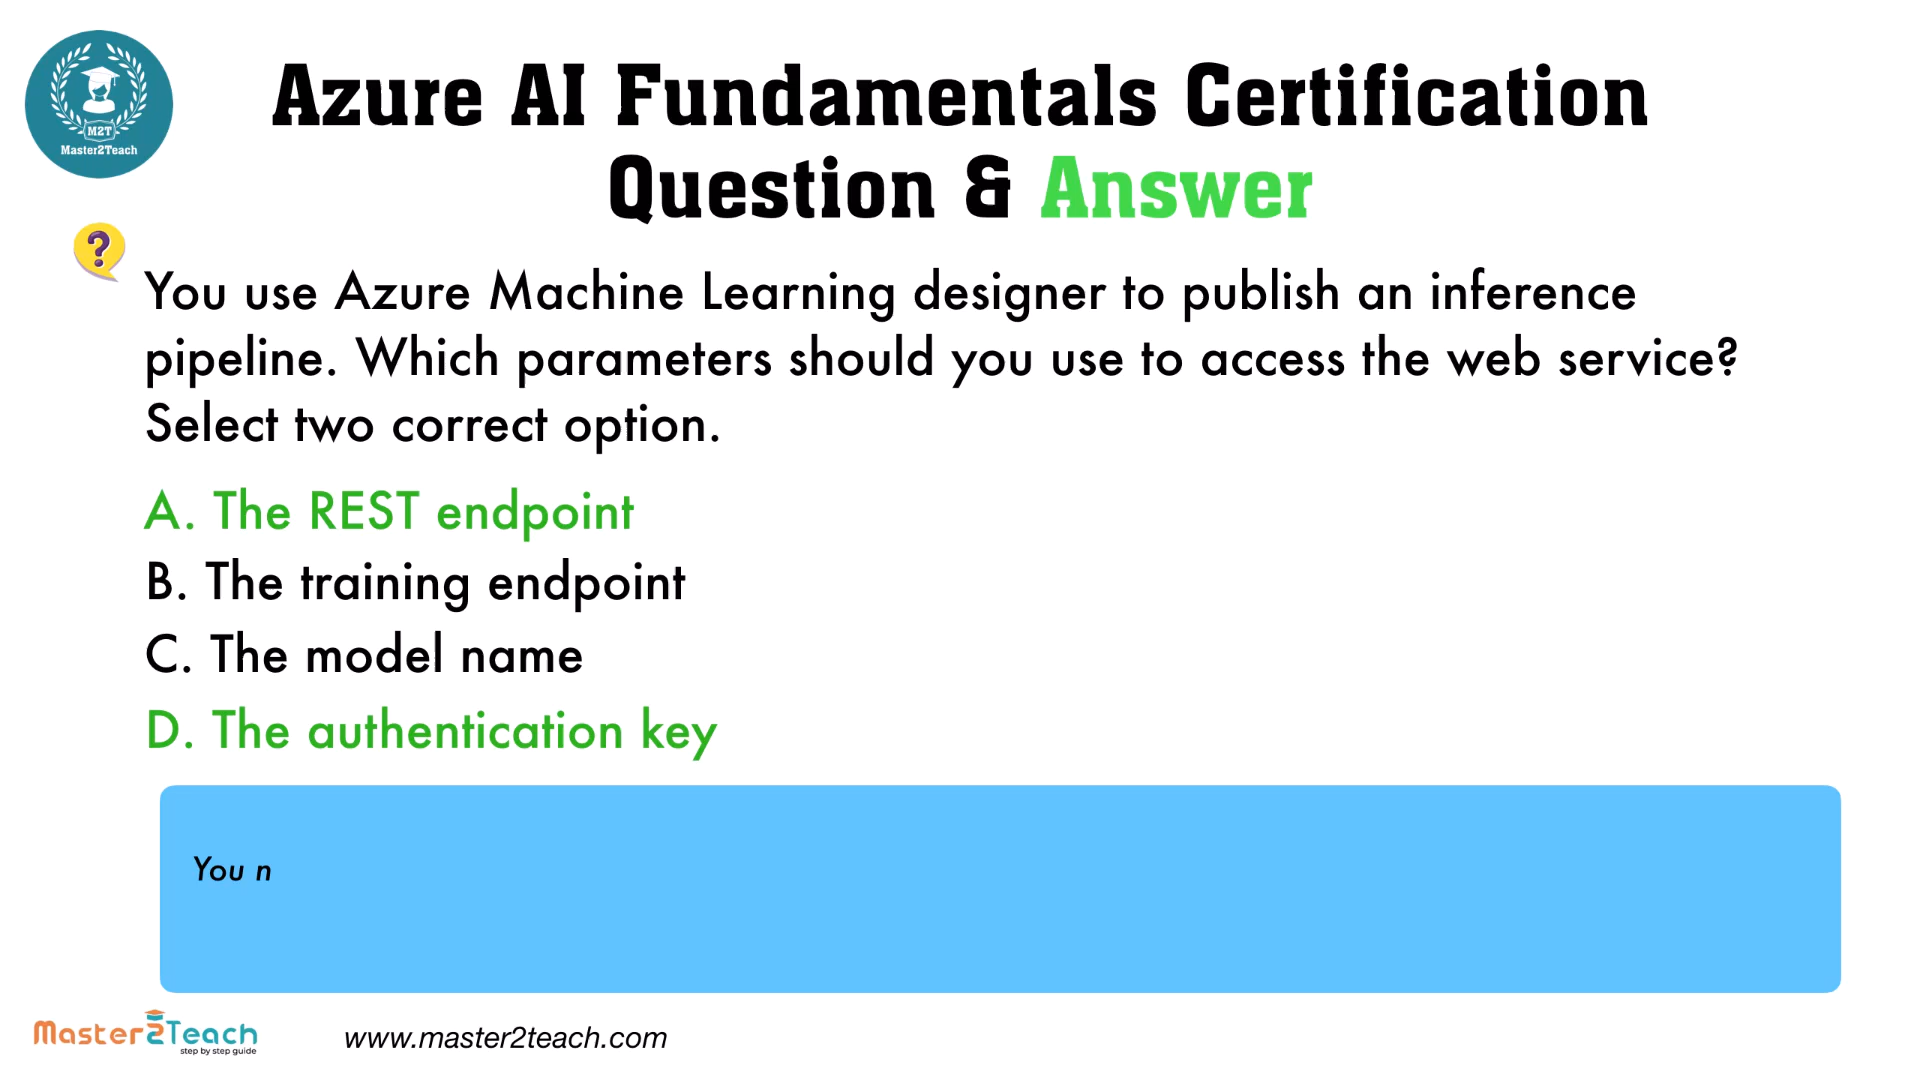 M2T
Master2Teach
Azure AI Fundamentals Certification
Question & Answer
?
You use Azure Machine Learning designer to publish an inference
pipeline. Which parameters should you use to access the web service?
Select two correct option.
A. The REST endpoint
B. The training endpoint
C. The model name
D. The authentication key
You n
Master2Teach
step by step guide
www.master2teach.com